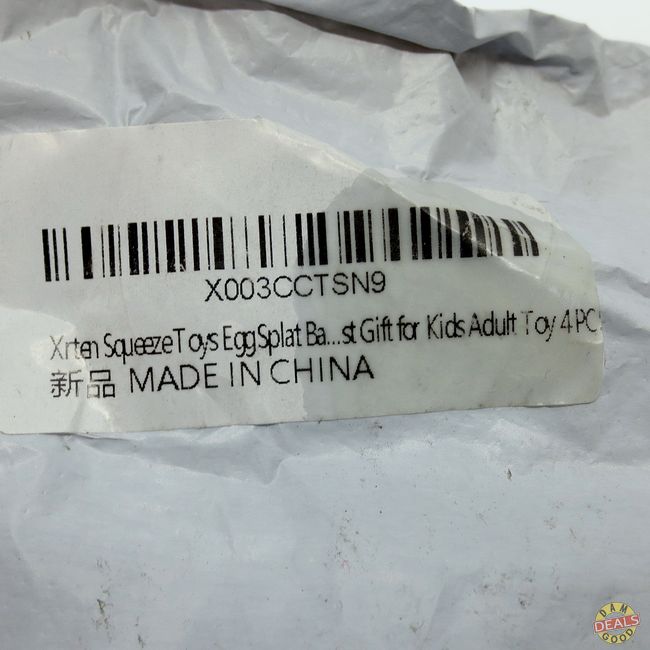 X003CCTSN9
Xrten Squeeze Toys Egg Splat Ba...st Gift for Kids Adult Toy 4 PC
新品 MADE IN CHINA
DAM
DEALS
GOOD